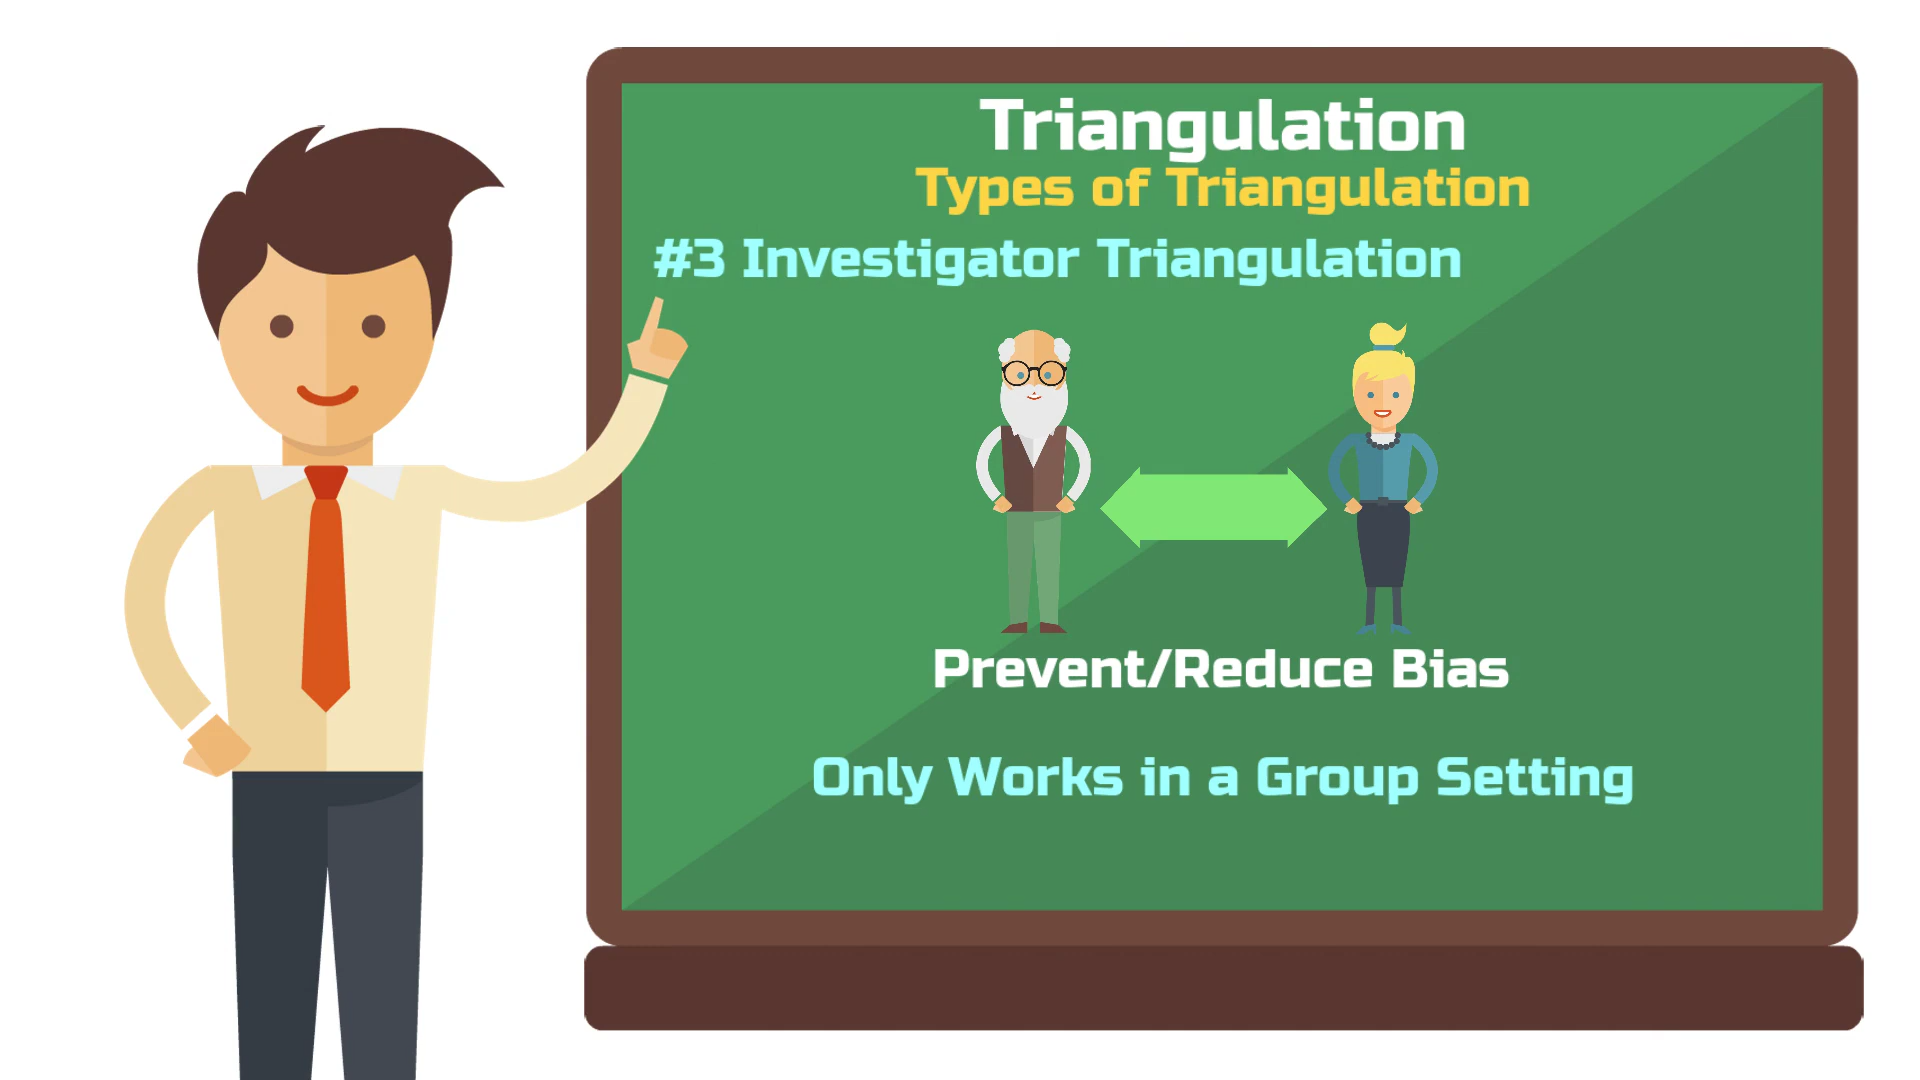 Triangulation
Types of Triangulation
#3 Investigator Triangulation
Prevent/Reduce Bias
Only Works in a Group Setting